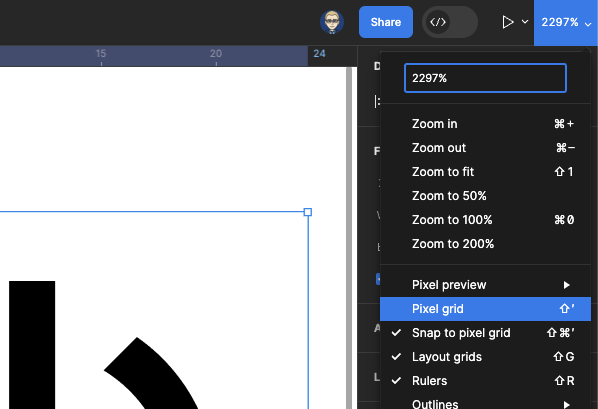 Share
</>
2297%
15
20
24
D
2297%
Zoom in ⌘+
Zoom out ⌘−
Zoom to fit ⇧1
Zoom to 50%
Zoom to 100% ⌘0
Zoom to 200%
F
Pixel preview
Pixel grid ⇧'
Snap to pixel grid ⇧⌘'
Layout grids ⇧G
Rulers ⇧R
Outlines
A
L